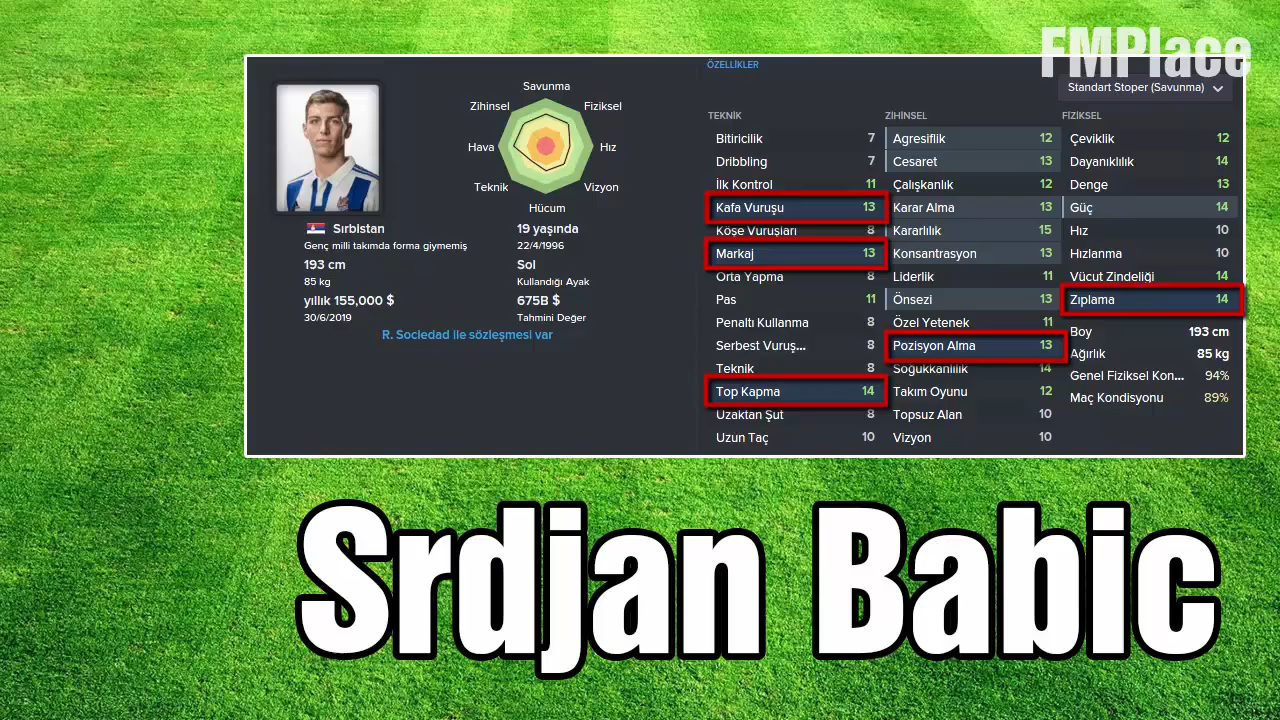 FMPlace
ÖZELLİKLER
Standart Stoper (Savunma)
Savunma
Zihinsel
Fiziksel
Hava
Hız
Teknik
Vizyon
Hücum
Sırbistan
Genç milli takımda forma giymemiş
193 cm
85 kg
yıllık 155,000 $
30/6/2019
19 yaşında
22/4/1996
Sol
Kullandığı Ayak
675B $
Tahmini Değer
R. Sociedad ile sözleşmesi var
TEKNİK
Bitiricilik 7
Dribbling 7
İlk Kontrol 11
Kafa Vuruşu 13
Köşe Vuruşları 8
Markaj 13
Orta Yapma 8
Pas 11
Penaltı Kullanma 8
Serbest Vuruş... 8
Teknik 8
Top Kapma 14
Uzaktan Şut 8
Uzun Taç 10
ZİHİNSEL
Agresiflik 12
Cesaret 13
Çalışkanlık 12
Karar Alma 13
Kararlılık 15
Konsantrasyon 13
Liderlik 11
Önsezi 13
Özel Yetenek 11
Pozisyon Alma 13
Soğukkanlılık 14
Takım Oyunu 12
Topsuz Alan 10
Vizyon 10
FİZİKSEL
Çeviklik 12
Dayanıklılık 14
Denge 13
Güç 14
Hız 10
Hızlanma 10
Vücut Zindeliği 14
Zıplama 14
Boy 193 cm
Ağırlık 85 kg
Genel Fiziksel Kon... 94%
Maç Kondisyonu 89%
Srdjan Babic